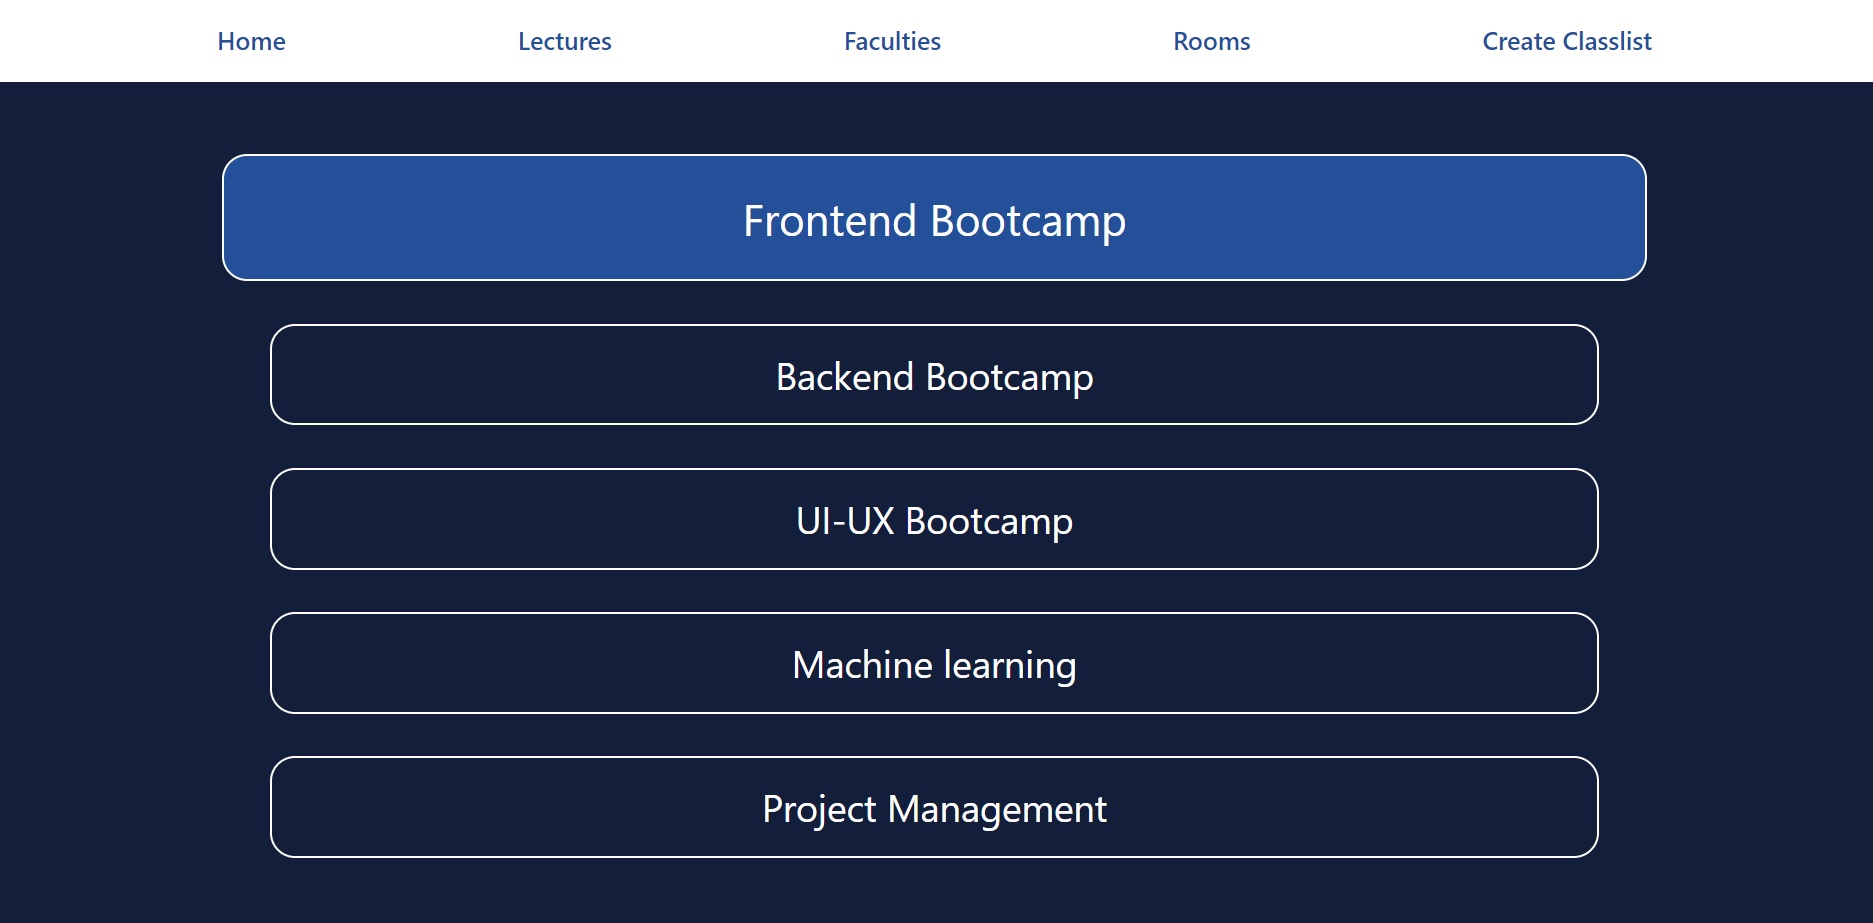 Home Lectures Faculties Rooms Create Classlist
Frontend Bootcamp
Backend Bootcamp
UI-UX Bootcamp
Machine learning
Project Management